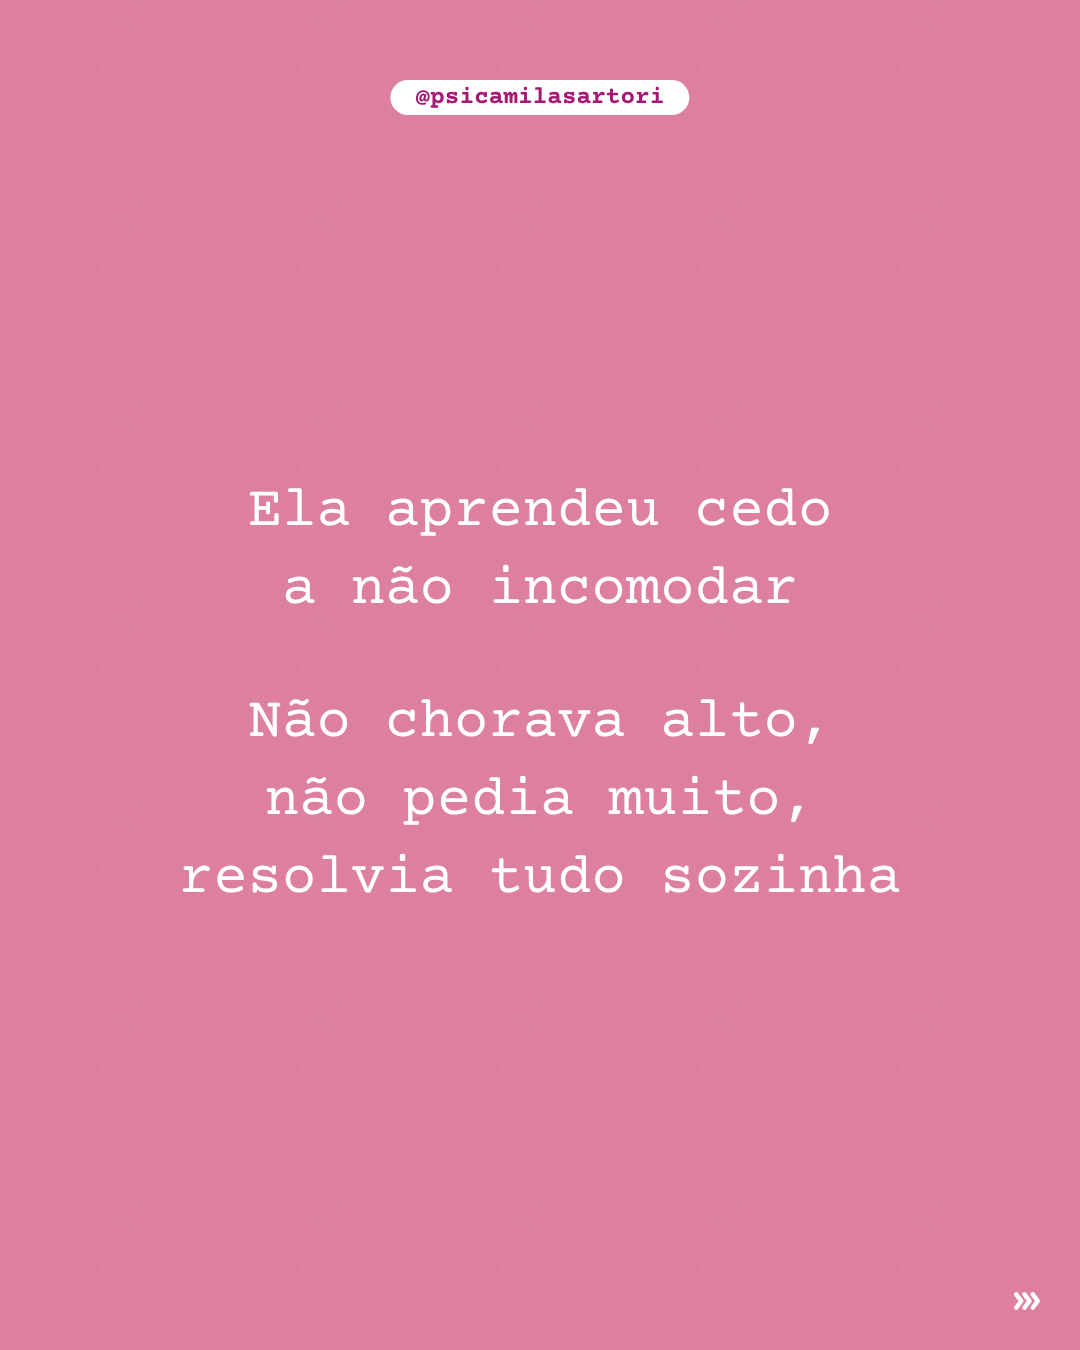 @psicamilasartori
Ela aprendeu cedo
a não incomodar
Não chorava alto,
não pedia muito,
resolvia tudo sozinha